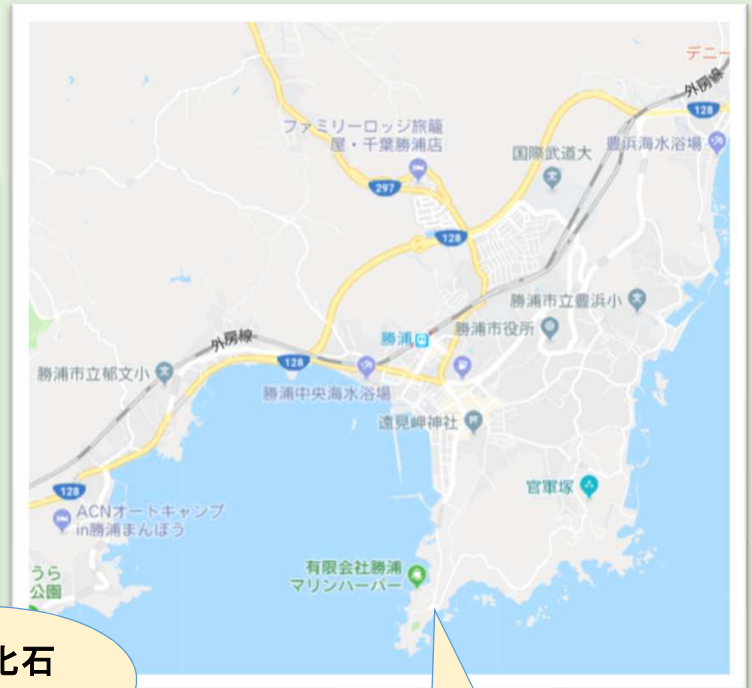 デニー
外房線
128
ファミリーロッジ旅籠
屋・千葉勝浦店
国際武道大
豊浜海水浴場
297
128
勝浦市立豊浜小
外房線
勝浦
勝浦市役所
128
勝浦市立郁文小
勝浦中央海水浴場
遠見岬神社
128
官軍塚
ACNオートキャンプ
in勝浦まんぼう
うら
公園
有限会社勝浦
マリンハーバー
化石